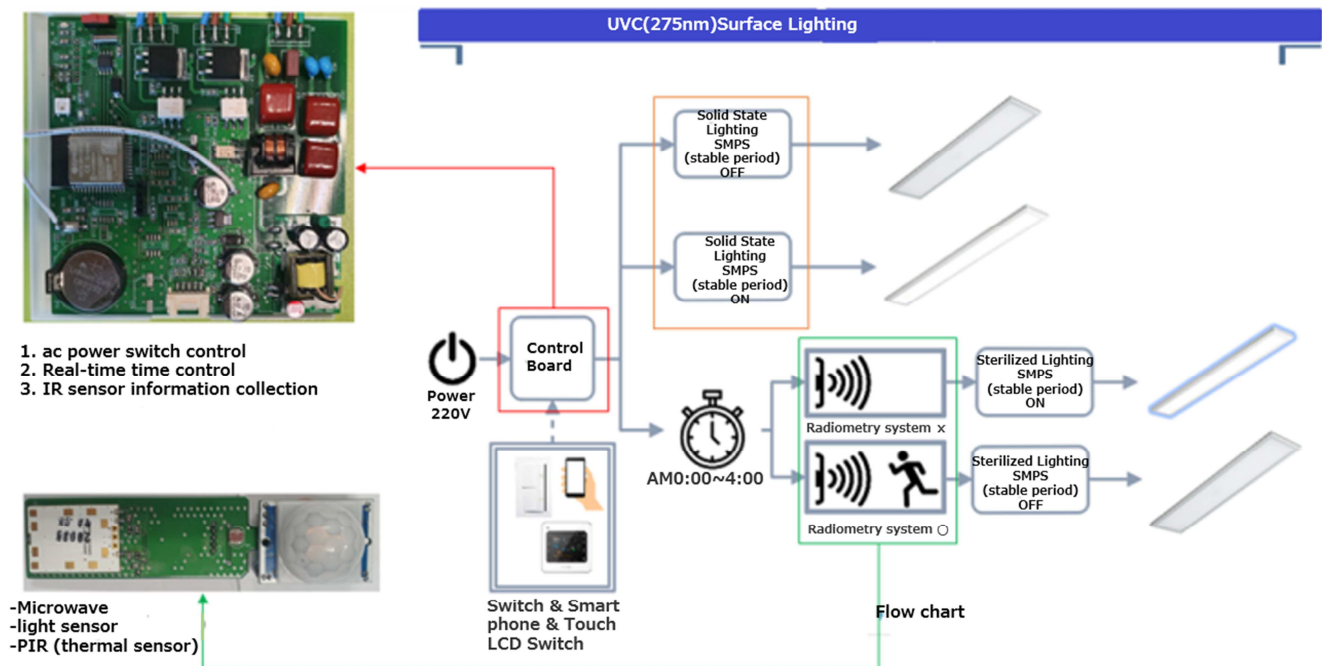 UVC(275nm)Surface Lighting
Solid State
Lighting
SMPS
(stable period)
OFF
Solid State
Lighting
SMPS
(stable period)
ON
1. ac power switch control
2. Real-time time control
3. IR sensor information collection
Power
220V
Control
Board
AM0:00~4:00
Radiometry system ×
Sterilized Lighting
SMPS
(stable period)
ON
Radiometry system ○
Sterilized Lighting
SMPS
(stable period)
OFF
Switch & Smart
phone & Touch
LCD Switch
Flow chart
-Microwave
-light sensor
-PIR (thermal sensor)